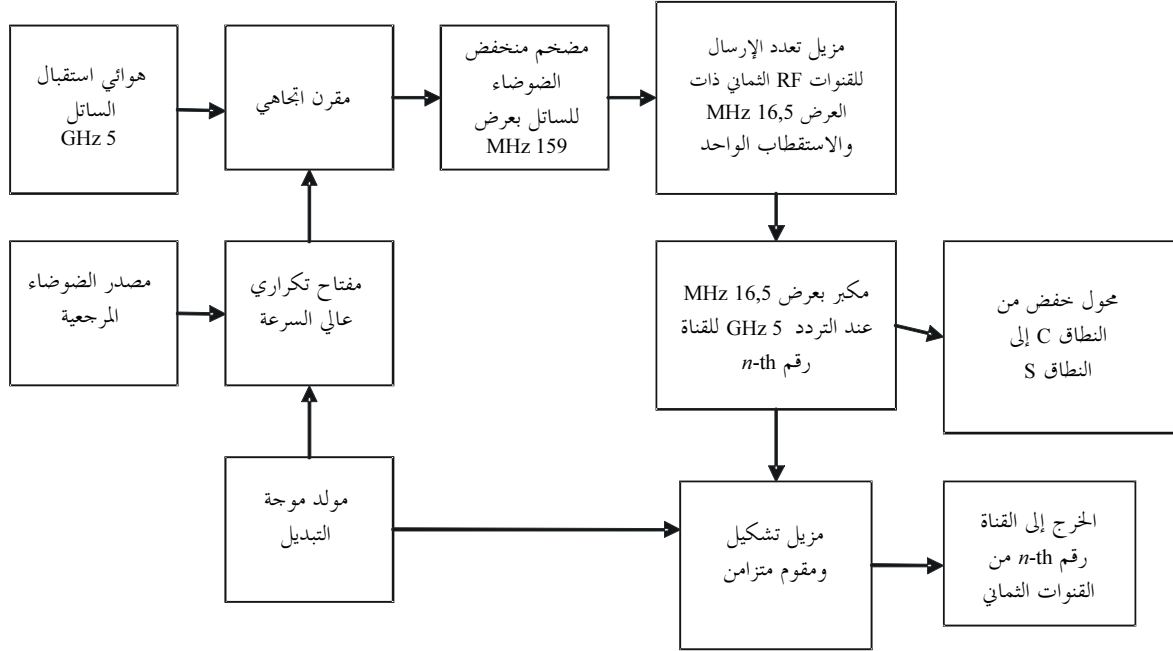 هوائي استقبال
الساتل
GHz 5
مقرن اتجاهي
مضخم منخفض
الضوضاء
للساتل بعرض
MHz 159
مزيل تعدد الإرسال
للقنوات RF الثماني ذات
العرض MHz 16,5
والاستقطاب الواحد
مصدر الضوضاء
المرجعية
مفتاح تكراري
عالي السرعة
مكبر بعرض MHz 16,5
عند التردد GHz 5 للقناة
رقم n-th
محول خفض من
النطاق C إلى
النطاق S
مولد موجة
التبديل
مزيل تشكيل
ومقوم متزامن
الخرج إلى القناة
رقم n-th من
القنوات الثماني